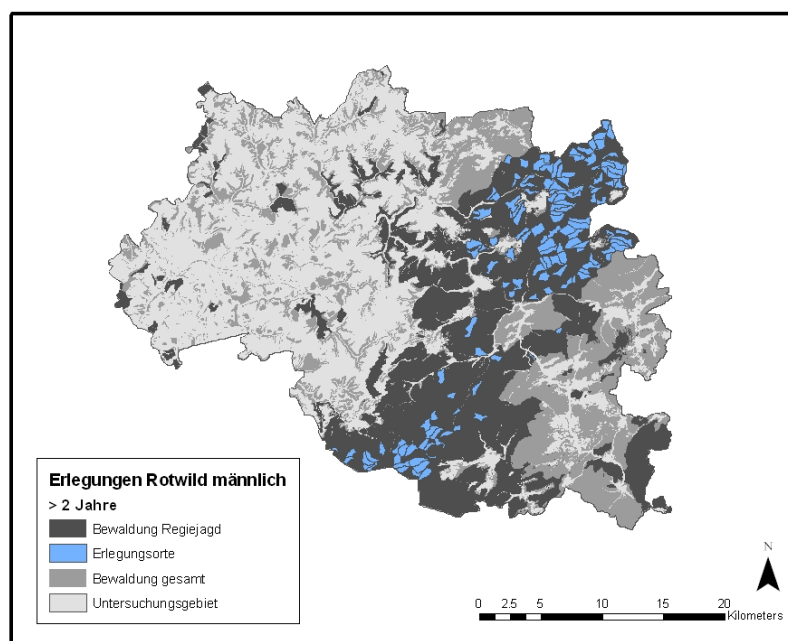 Erlegungen Rotwild männlich
> 2 Jahre
Bewaldung Regiejagd
Erlegungsorte
Bewaldung gesamt
Untersuchungsgebiet
N
0 2.5 5 10 15 20
Kilometers